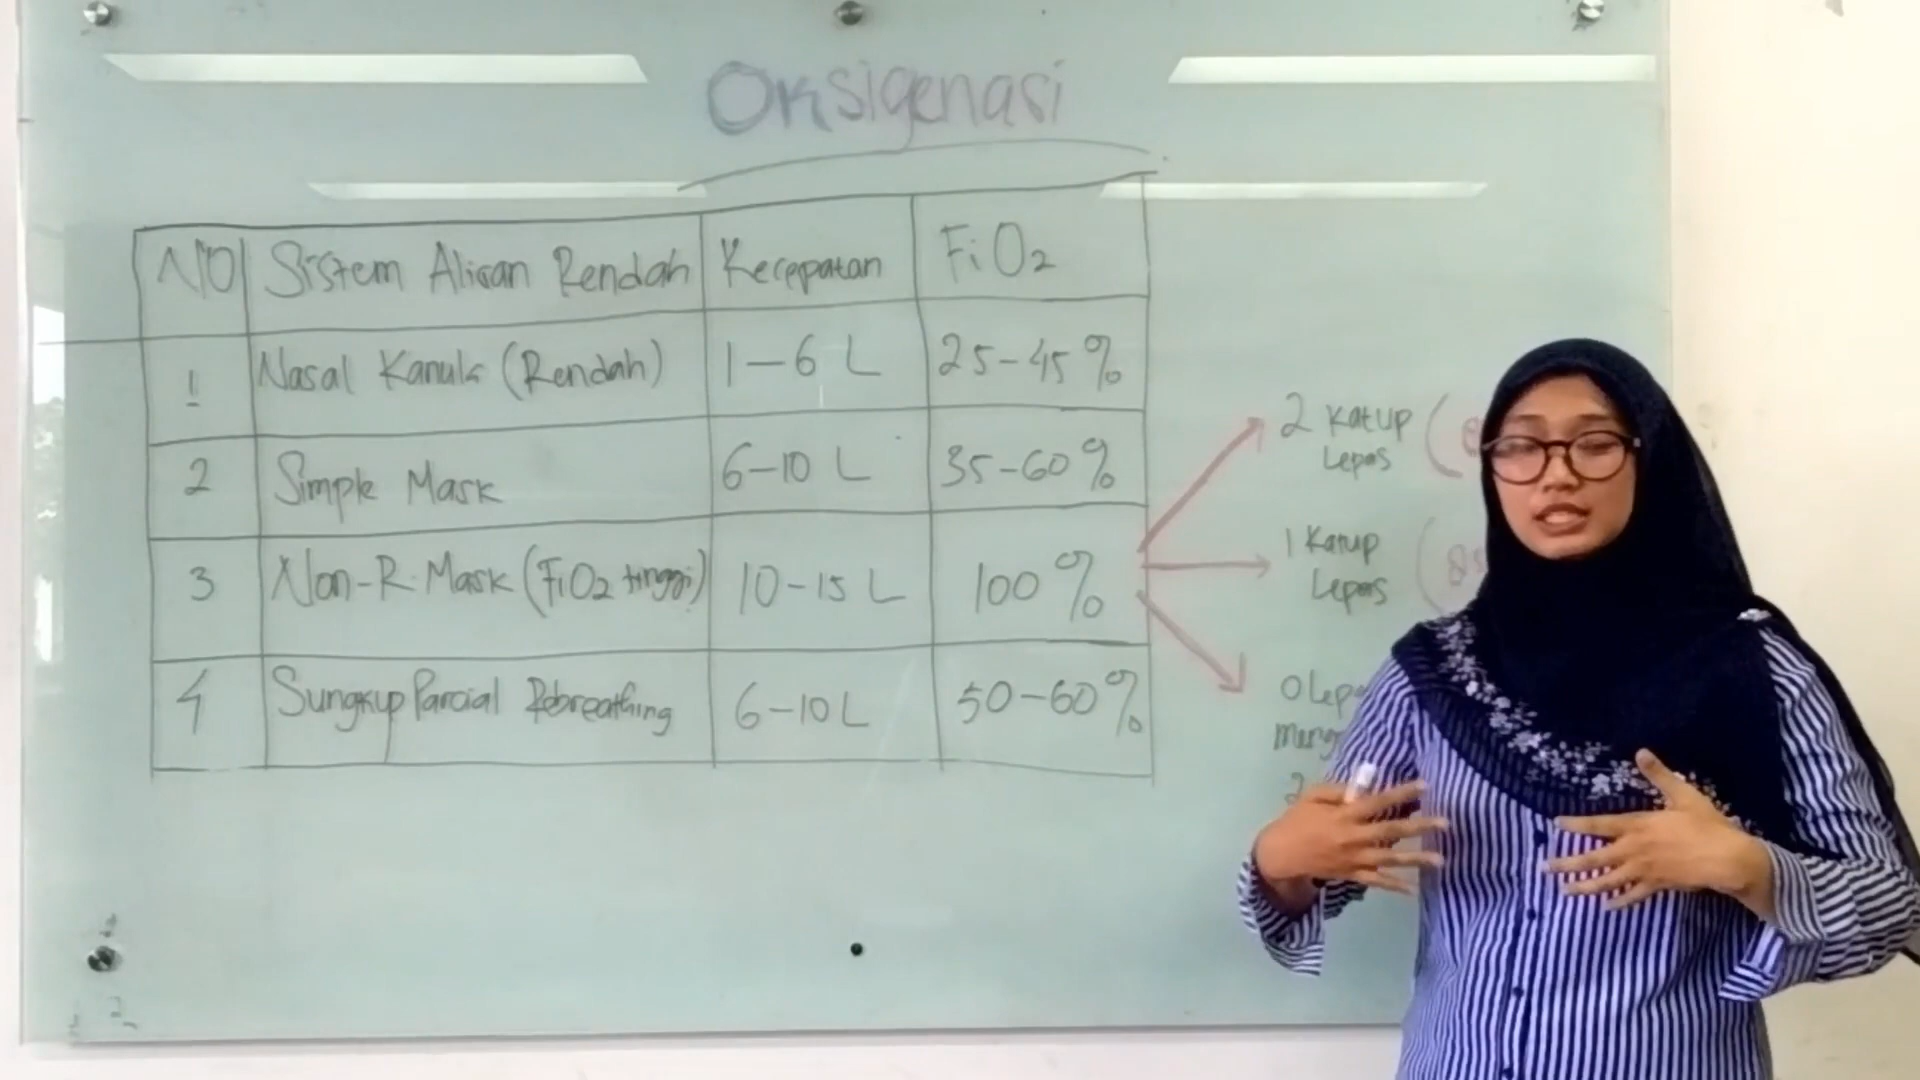 Oksigenasi
NO Sistem Aliran Rendah Kecepatan FiO2
1 Nasal Kanula (Rendah) 1-6 L 25-45%
2 Simple Mask 6-10 L 35-60%
3 Non-R. Mask (FiO2 tinggi) 10-15 L 100%
4 Sungkup Parcial Rebreathing 6-10 L 50-60%
2 Katup
Lepas
1 Katup
Lepas
0
2